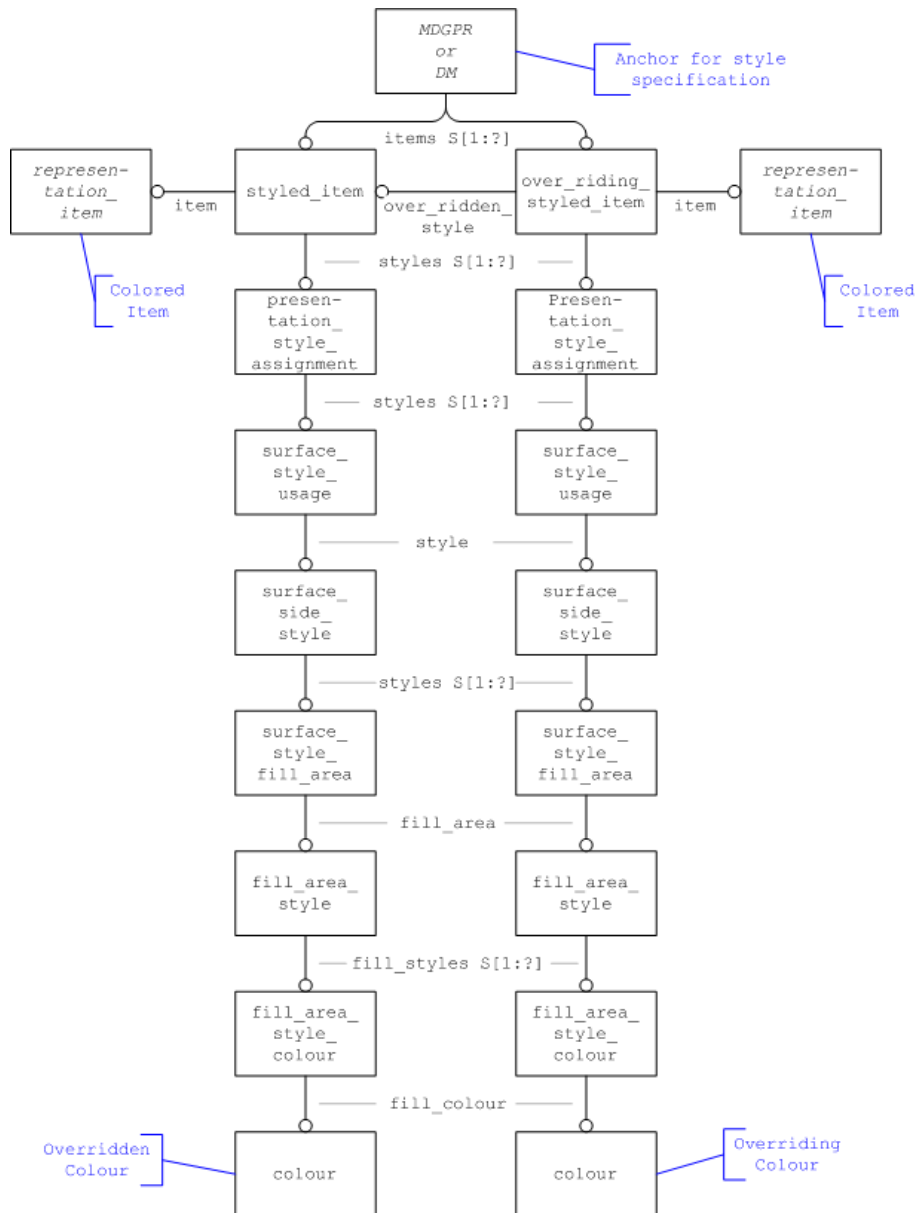 MDGPR
or
DM
Anchor for style
specification
items S[1:?]
represen-
tation_
item
item
styled_item
over_ridden_
style
over_riding_
styled_item
item
represen-
tation_
item
styles S[1:?]
Colored
Item
Colored
Item
presen-
tation_
style_
assignment
Presen-
tation_
style_
assignment
styles S[1:?]
surface_
style_
usage
surface_
style_
usage
style
surface_
side_
style
surface_
side_
style
styles S[1:?]
surface_
style_
fill_area
surface_
style_
fill_area
fill_area
fill_area_
style
fill_area_
style
fill_styles S[1:?]
fill_area_
style_
colour
fill_area_
style_
colour
fill_colour
Overridden
Colour
colour
colour
Overriding
Colour